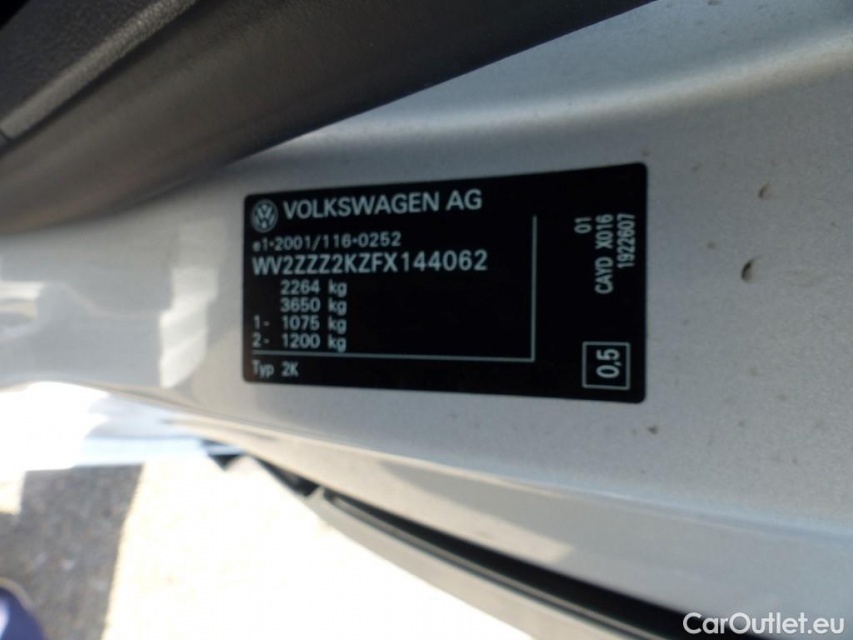 VOLKSWAGEN AG
e1*2001/116*0252
WV2ZZZ2KZFX144062
2264 kg
3650 kg
1- 1075 kg
2- 1200 kg
Typ 2K
01
CAYD X016
1922607
0,5
CarOutlet.eu